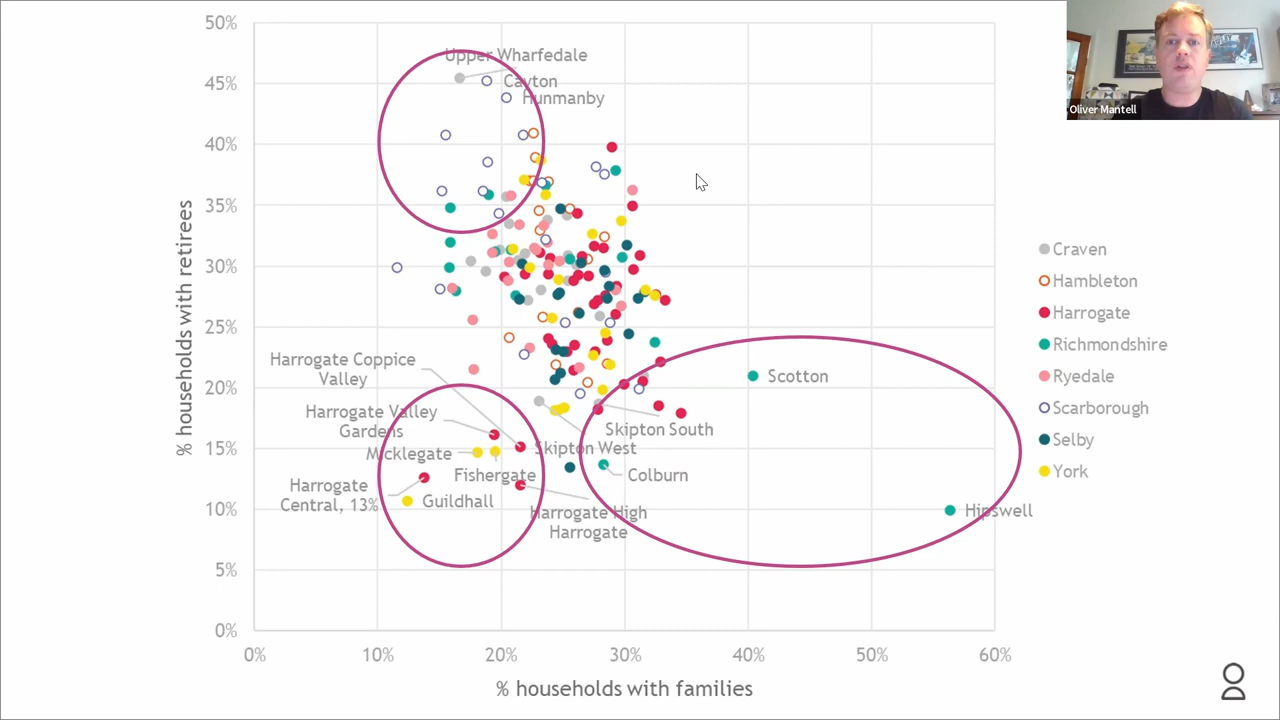 50%
45%
40%
35%
30%
25%
20%
15%
10%
5%
0%
% households with retirees
0%
10%
20%
30%
40%
50%
60%
% households with families
Upper Wharfedale
Cayton
Hunmanby
Harrogate Coppice
Valley
Harrogate Valley
Gardens
Micklegate
Fishergate
Harrogate
Central, 13%
Guildhall
Harrogate High
Harrogate
Skipton West
Skipton South
Colburn
Scotton
Hipswell
Craven
Hambleton
Harrogate
Richmondshire
Ryedale
Scarborough
Selby
York
Oliver Mantell